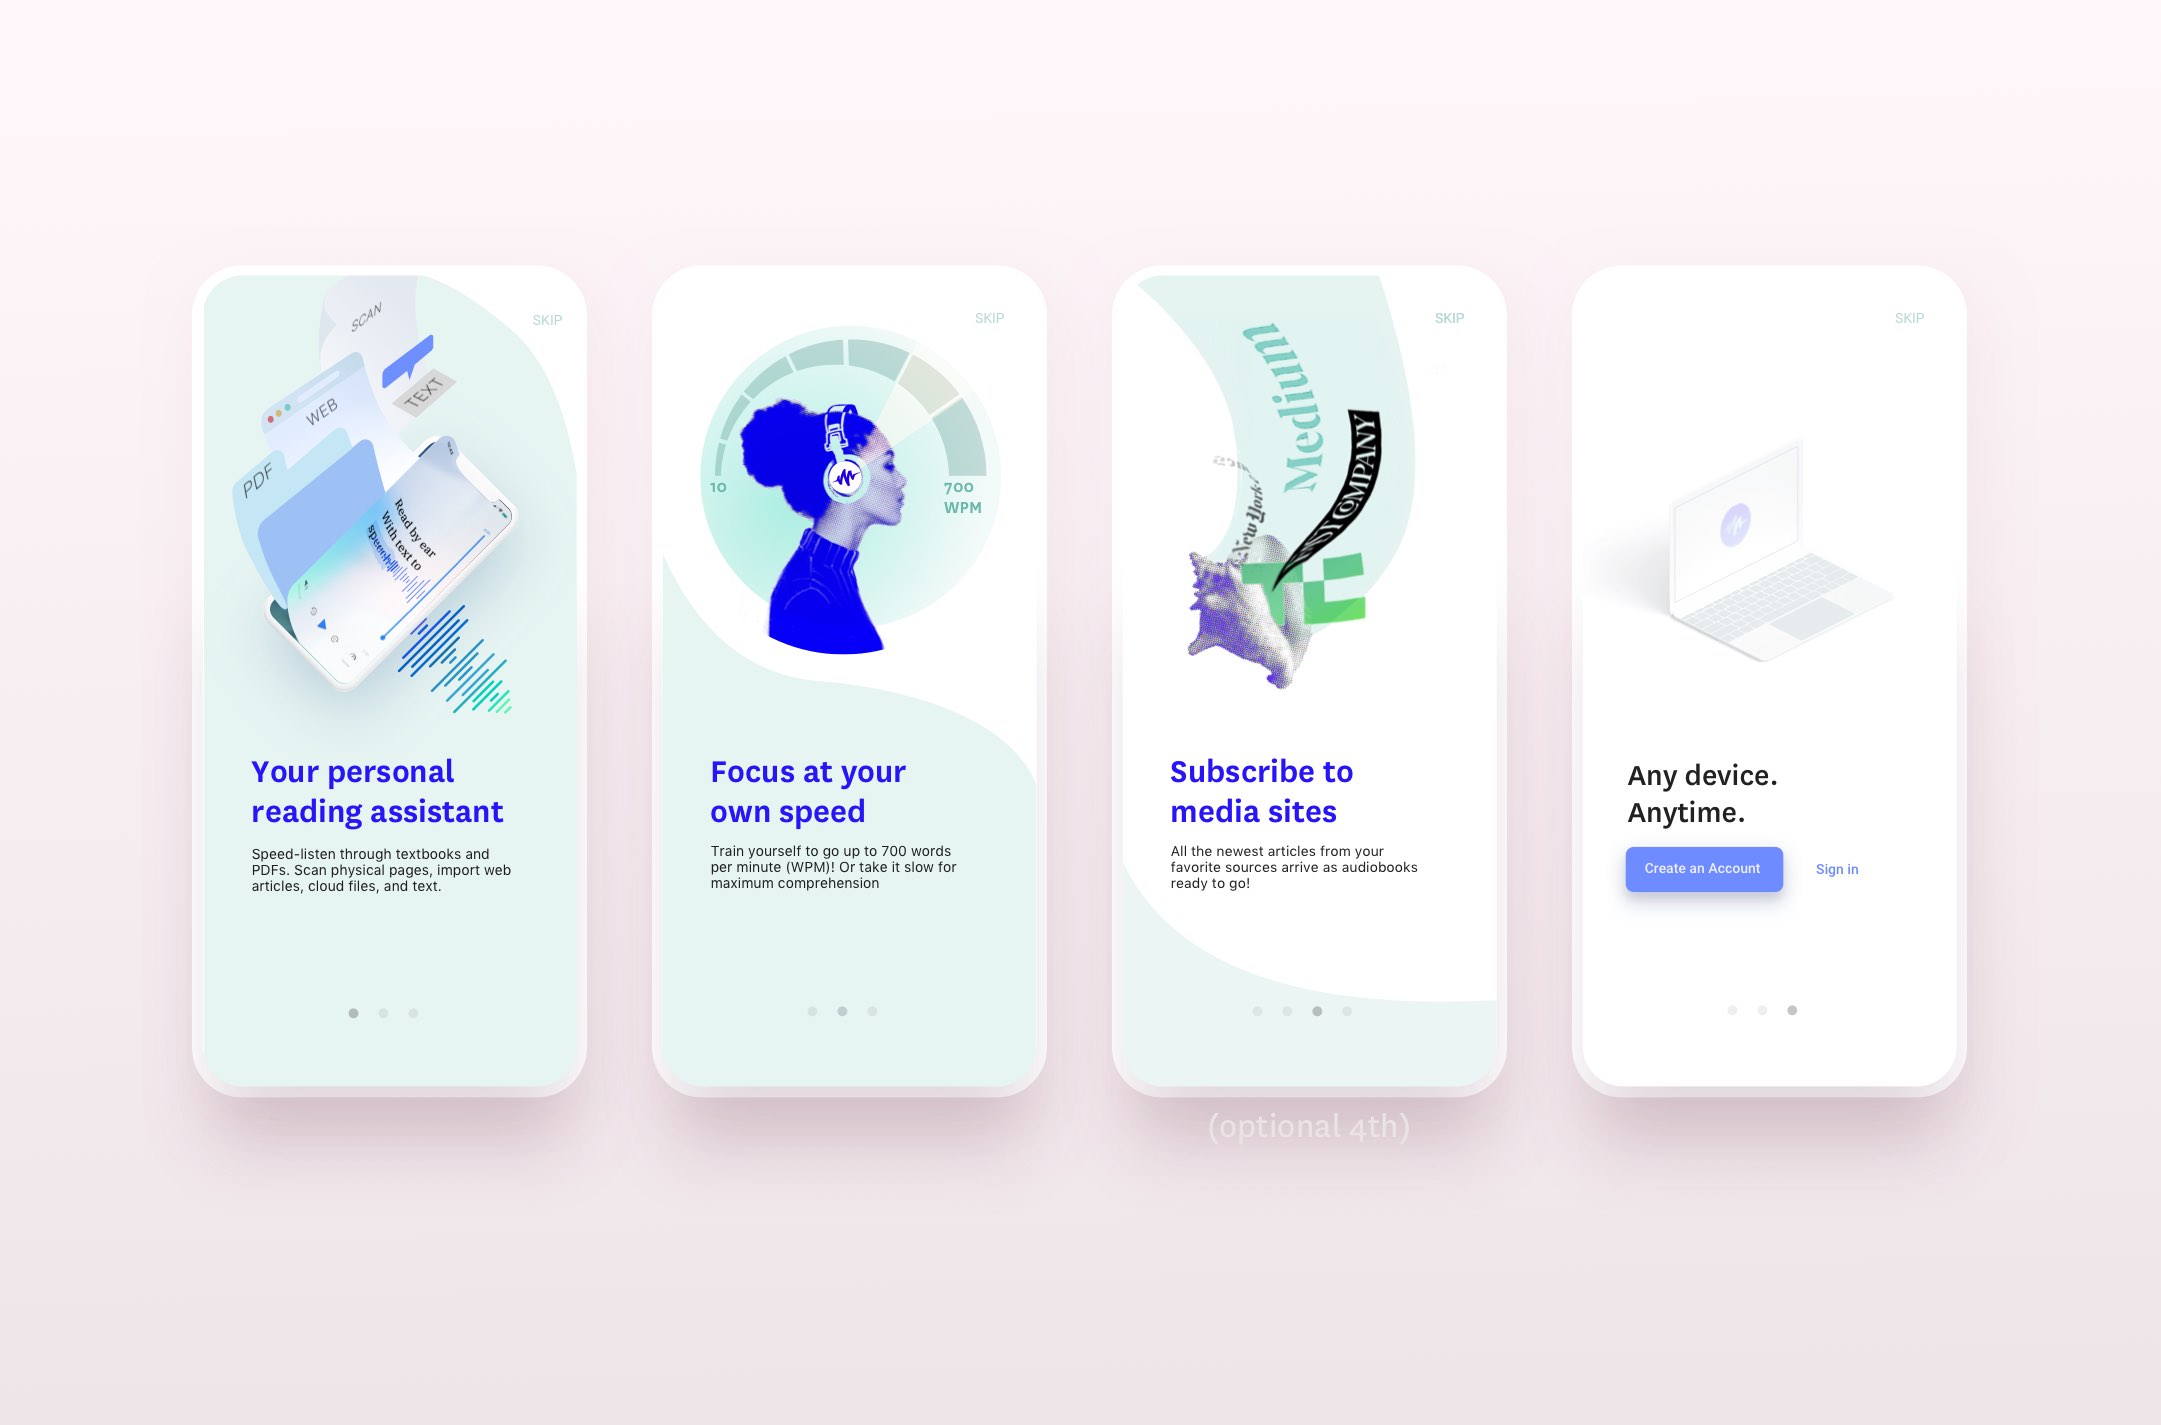 SKIP
SCAN
TEXT
WEB
PDF
Read by ear
With text to
speech
Your personal
reading assistant
Speed-listen through textbooks and
PDFs. Scan physical pages, import web
articles, cloud files, and text.
SKIP
10
700
WPM
Focus at your
own speed
Train yourself to go up to 700 words
per minute (WPM)! Or take it slow for
maximum comprehension
SKIP
Medium
COMPANY
New York
TC
Subscribe to
media sites
All the newest articles from your
favorite sources arrive as audiobooks
ready to go!
(optional 4th)
SKIP
Any device.
Anytime.
Create an Account
Sign in